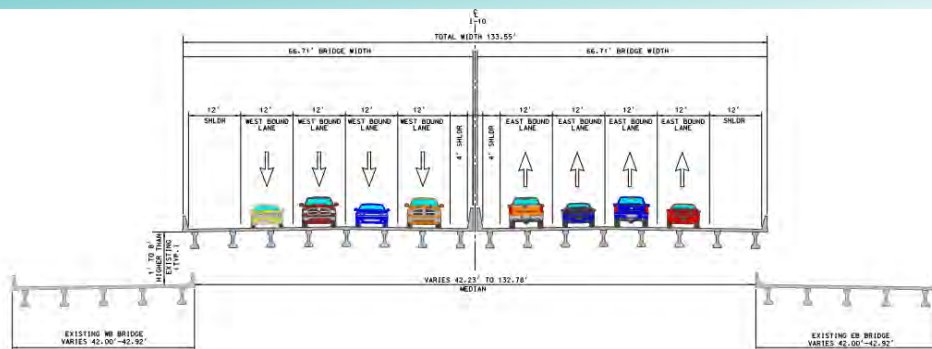 ℄
I-10
TOTAL WIDTH 133.55'
66.71' BRIDGE WIDTH 66.71' BRIDGE WIDTH
12' 12' 12' 12' 12' 12' 12' 12' 12' 12'
SHLDR WEST BOUND LANE WEST BOUND LANE WEST BOUND LANE WEST BOUND LANE 4' SHLDR 4' SHLDR EAST BOUND LANE EAST BOUND LANE EAST BOUND LANE EAST BOUND LANE SHLDR
1' TO 8'
HIGHER THAN
EXISTING
(TYP.)
VARIES 42.23' TO 132.78'
MEDIAN
EXISTING WB BRIDGE
VARIES 42.00'-42.92'
EXISTING EB BRIDGE
VARIES 42.00'-42.92'